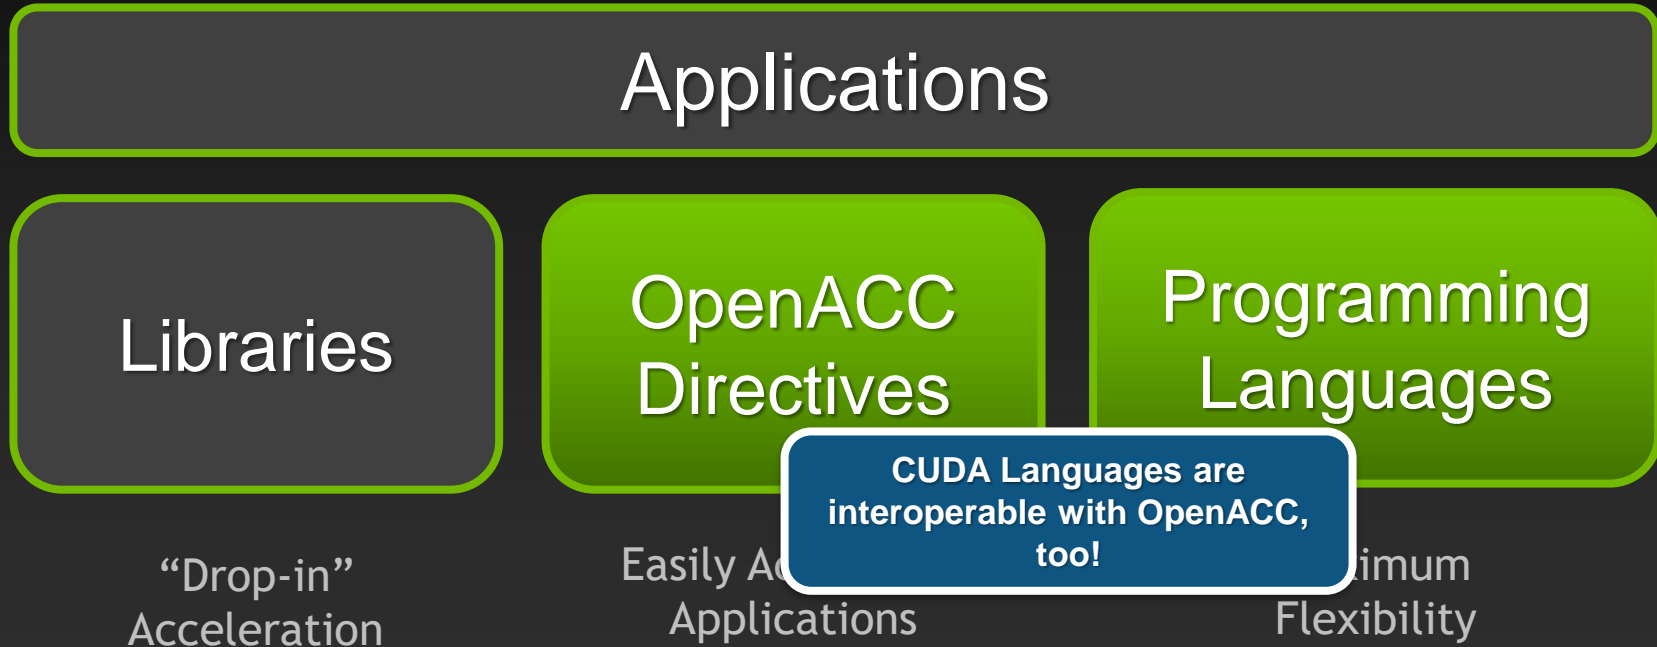 Applications
Libraries
OpenACC
Directives
Programming
Languages
CUDA Languages are
interoperable with OpenACC,
too!
“Drop-in”
Acceleration
Easily
Applications
Flexibility